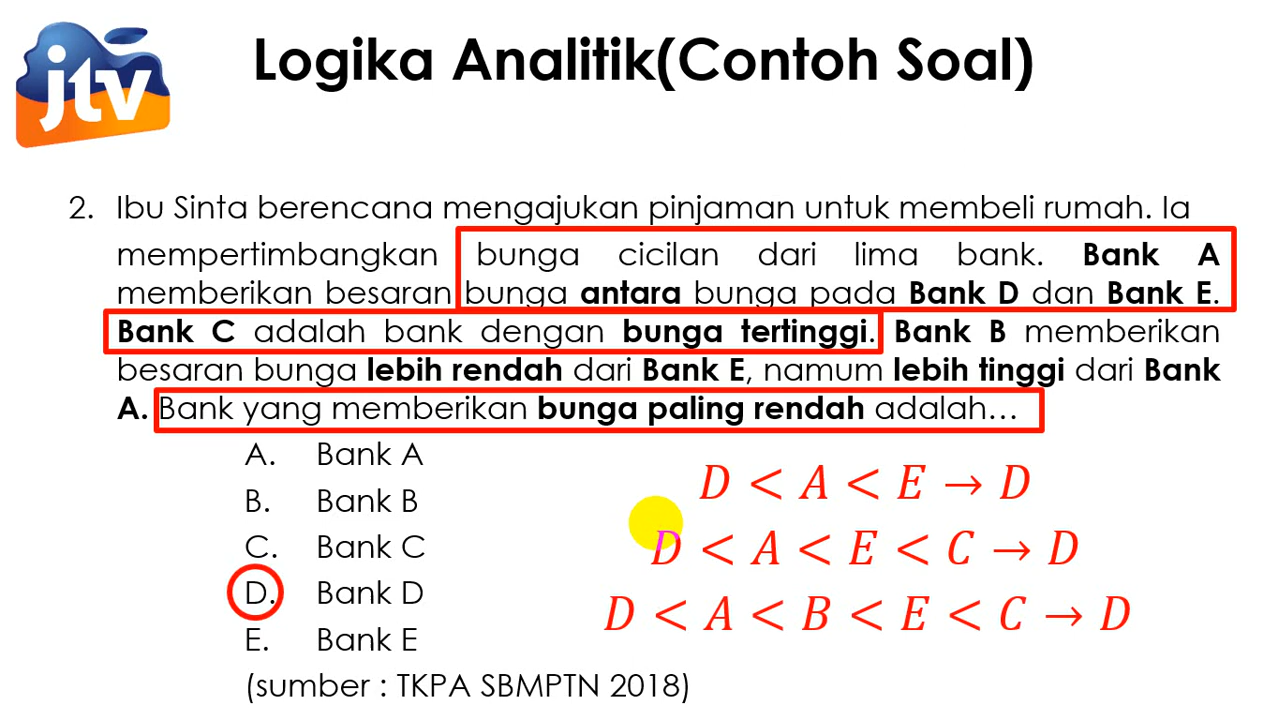 jtv
Logika Analitik(Contoh Soal)
2. Ibu Sinta berencana mengajukan pinjaman untuk membeli rumah. Ia
mempertimbangkan bunga cicilan dari lima bank. Bank A
memberikan besaran bunga antara bunga pada Bank D dan Bank E.
Bank C adalah bank dengan bunga tertinggi. Bank B memberikan
besaran bunga lebih rendah dari Bank E, namum lebih tinggi dari Bank
A. Bank yang memberikan bunga paling rendah adalah...
A. Bank A
B. Bank B
C. Bank C
D. Bank D
E. Bank E
(sumber : TKPA SBMPTN 2018)
D < A < E → D
D < A < E < C → D
D < A < B < E < C → D